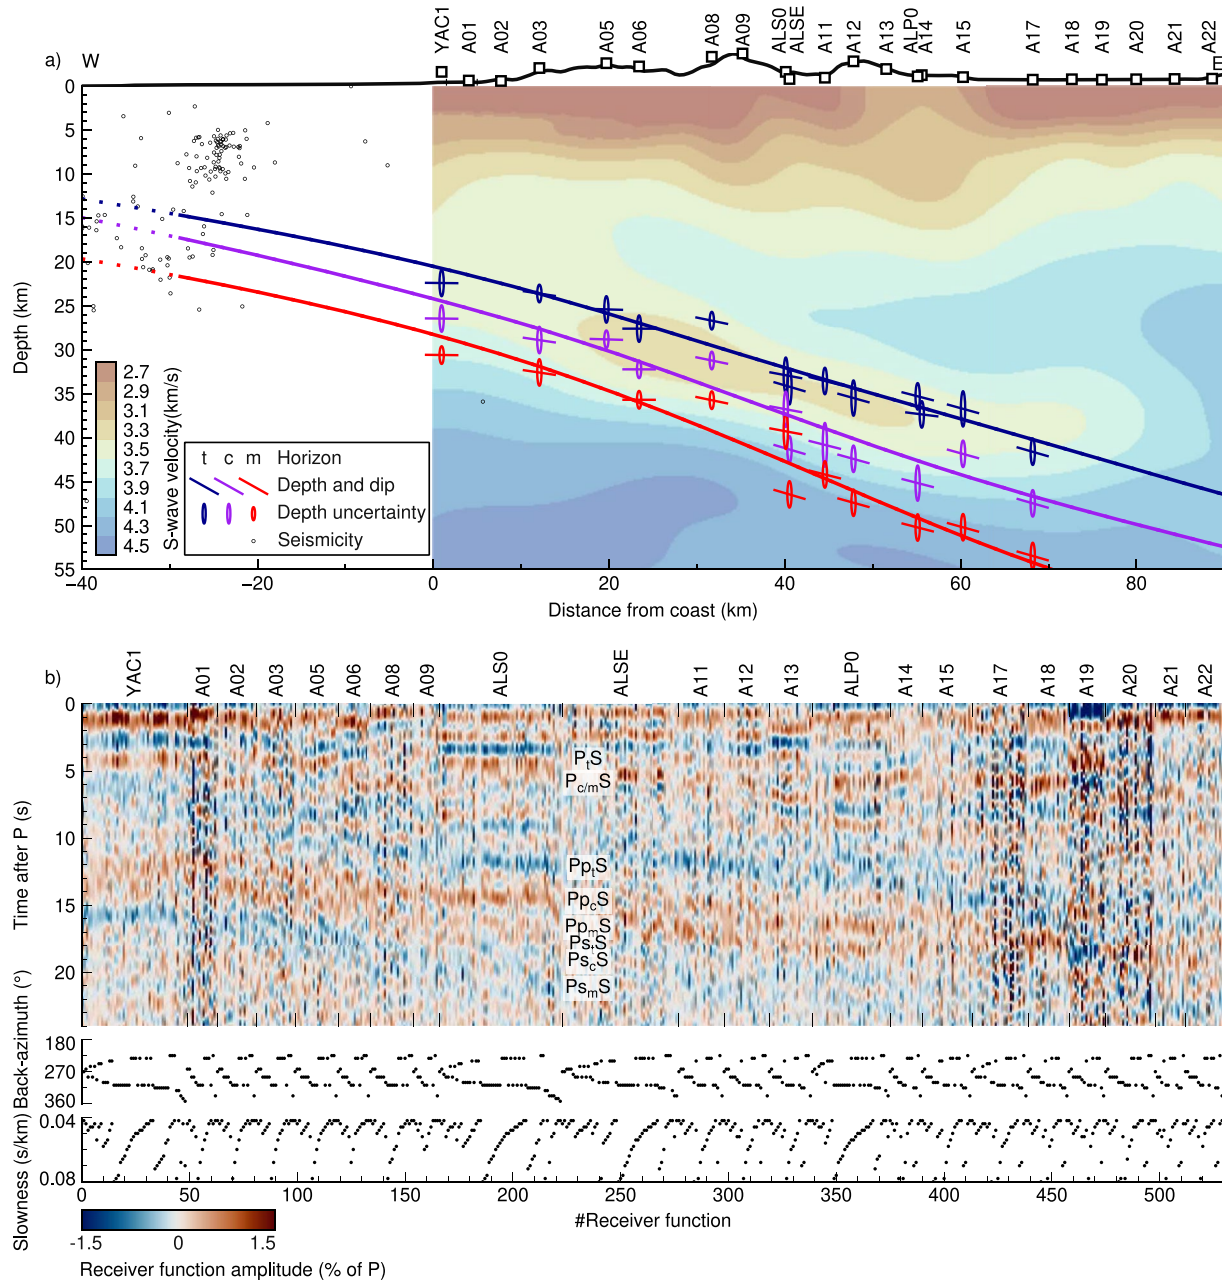 a) W
YAC1 A01 A02 A03 A05 A06 A08 A09 ALS0 ALSE A11 A12 A13 ALP0 A14 A15 A17 A18 A19 A20 A21 A22
E
0
5
10
15
20
25
30
35
40
45
50
55
Depth (km)
2.7
2.9
3.1
3.3
3.5
3.7
3.9
4.1
4.3
4.5
S-wave velocity(km/s)
t c m Horizon
Depth and dip
Depth uncertainty
Seismicity
−40 −20 0 20 40 60 80
Distance from coast (km)
b)
YAC1 A01 A02 A03 A05 A06 A08 A09 ALS0 ALSE A11 A12 A13 ALP0 A14 A15 A17 A18 A19 A20 A21 A22
0
5
10
15
20
Time after P (s)
PtS
Pc/mS
PptS
PpcS
PpmS
PstS
PscS
PsmS
180
270
360
Back-azimuth (°)
0.04
0.08
Slowness (s/km)
0 50 100 150 200 250 300 350 400 450 500
#Receiver function
-1.5 0 1.5
Receiver function amplitude (% of P)